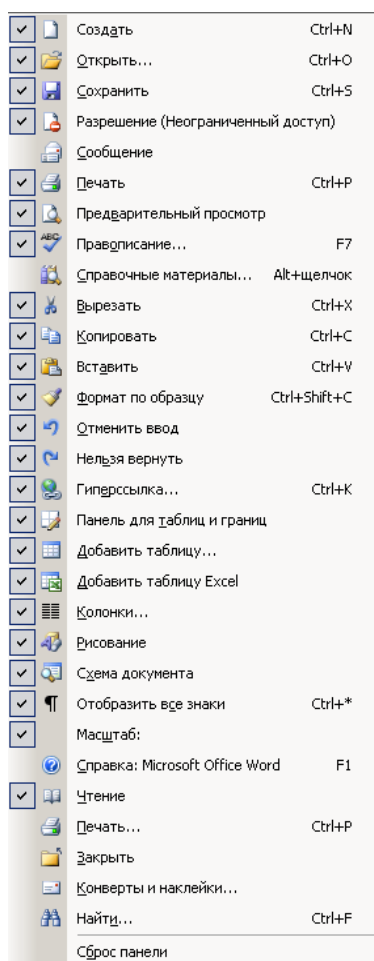 Создать Ctrl+N
Открыть... Ctrl+O
Сохранить Ctrl+S
Разрешение (Неограниченный доступ)
Сообщение
Печать Ctrl+P
Предварительный просмотр
ABC Правописание... F7
Справочные материалы... Alt+щелчок
Вырезать Ctrl+X
Копировать Ctrl+C
Вставить Ctrl+V
Формат по образцу Ctrl+Shift+C
Отменить ввод
Нельзя вернуть
Гиперссылка... Ctrl+K
Панель для таблиц и границ
Добавить таблицу...
Добавить таблицу Excel
Колонки...
Рисование
Схема документа
¶ Отобразить все знаки Ctrl+*
Масштаб:
Справка: Microsoft Office Word F1
Чтение
Печать... Ctrl+P
Закрыть
Конверты и наклейки...
Найти... Ctrl+F
Сброс панели